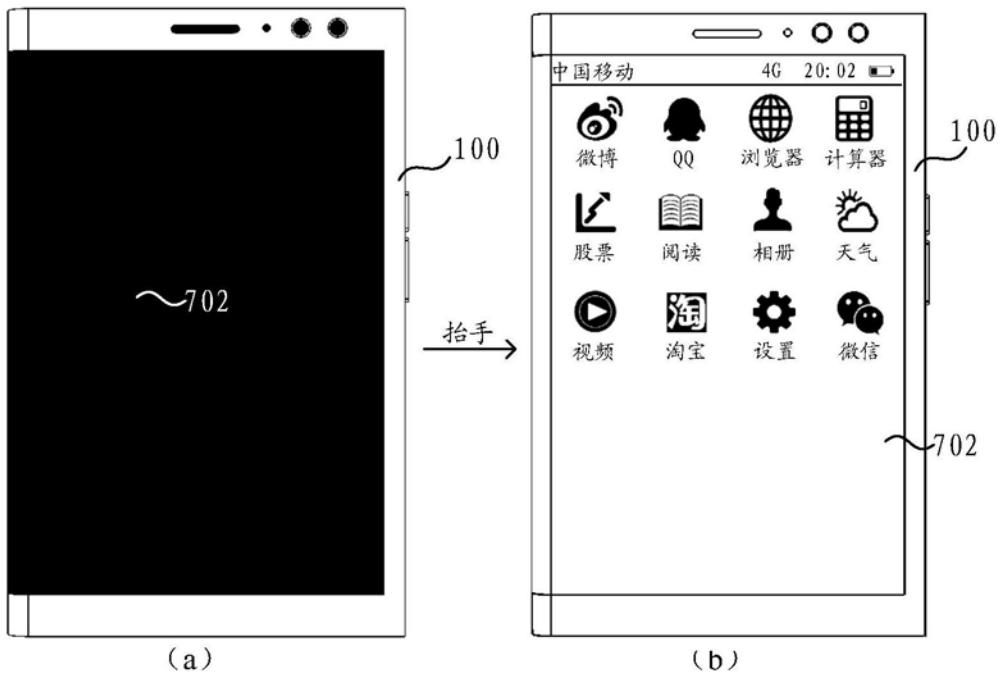 100
702
(a)
抬手
中国移动 4G 20:02
微博 QQ 浏览器 计算器
股票 阅读 相册 天气
淘
视频 淘宝 设置 微信
100
702
(b)